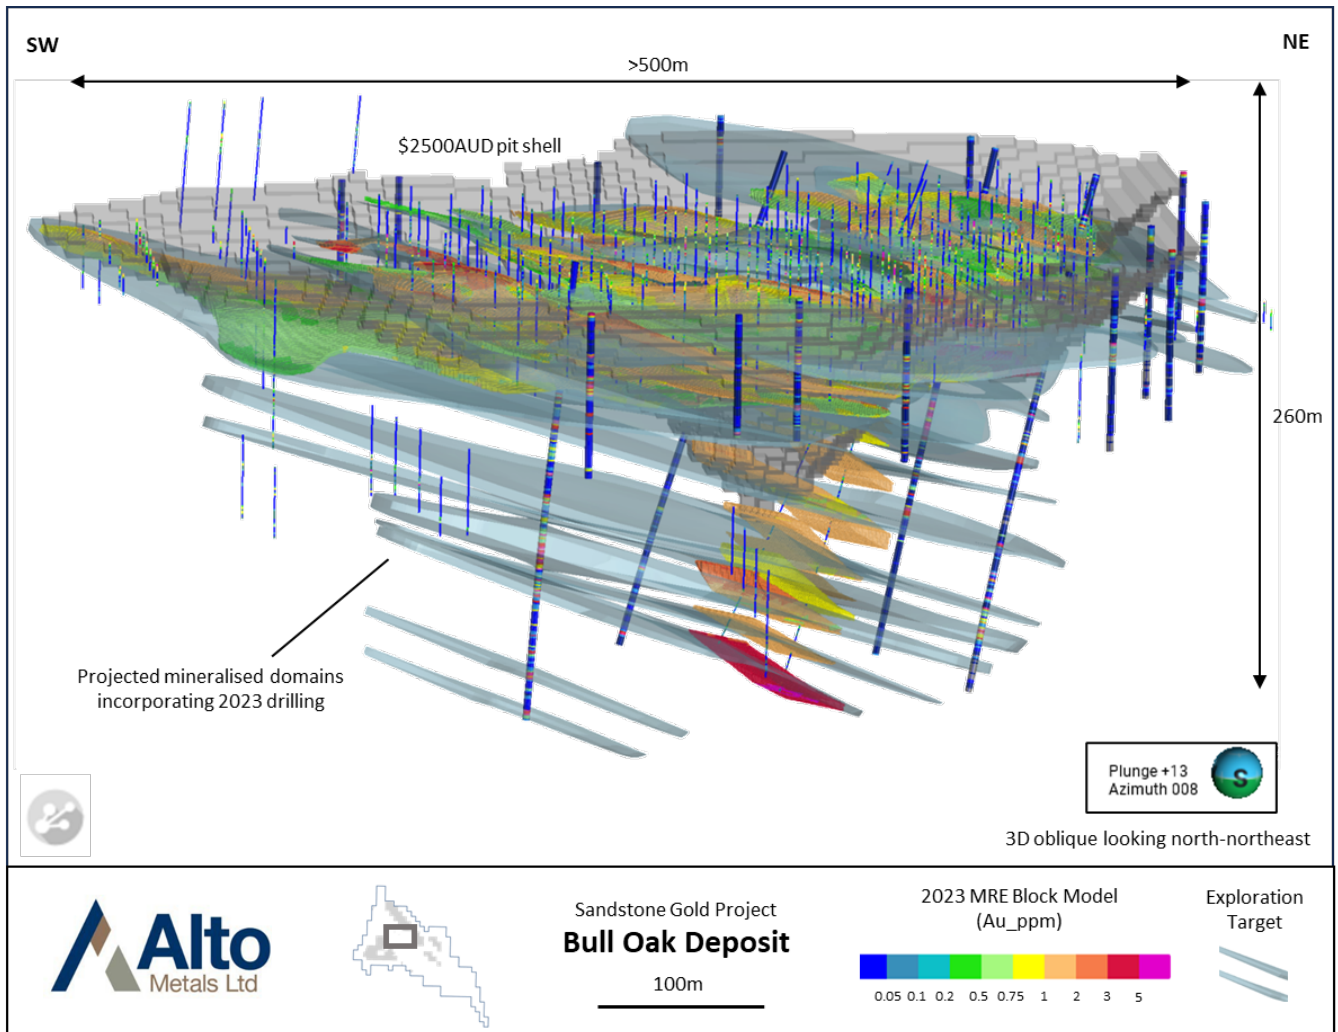 SW
NE
>500m
$2500AUD pit shell
260m
Projected mineralised domains
incorporating 2023 drilling
Plunge +13
Azimuth 008
S
3D oblique looking north-northeast
Alto
Metals Ltd
Sandstone Gold Project
Bull Oak Deposit
100m
2023 MRE Block Model
(Au_ppm)
0.05 0.1 0.2 0.5 0.75 1 2 3 5
Exploration
Target